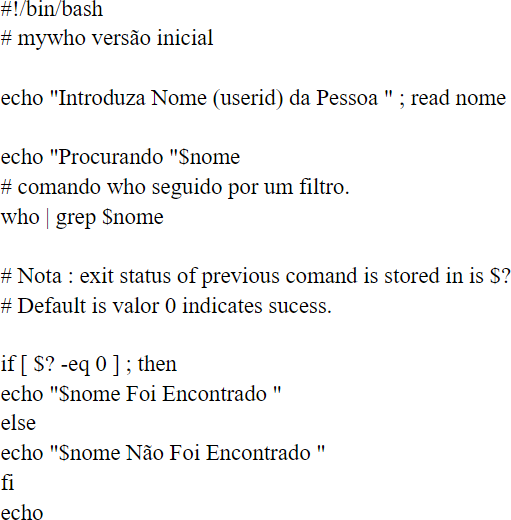 #!/bin/bash
# mywho versão inicial
echo "Introduza Nome (userid) da Pessoa " ; read nome
echo "Procurando "$nome
# comando who seguido por um filtro.
who | grep $nome
# Nota : exit status of previous comand is stored in is $?
# Default is valor 0 indicates sucess.
if [ $? -eq 0 ] ; then
echo "$nome Foi Encontrado "
else
echo "$nome Não Foi Encontrado "
fi
echo